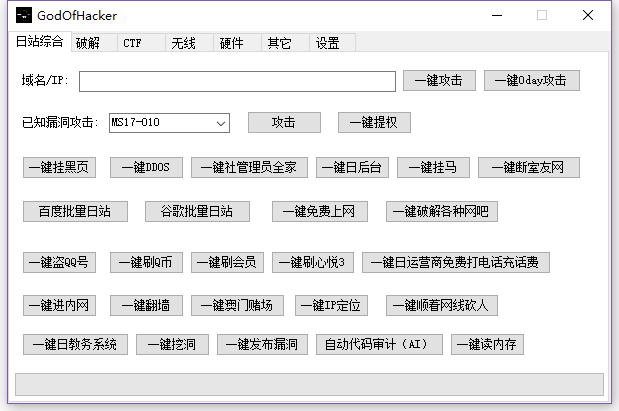 GodOfHacker
日站综合 破解 CTF 无线 硬件 其它 设置
域名/IP: 一键攻击 一键0day攻击
已知漏洞攻击: MS17-010 攻击 一键提权
一键挂黑页 一键DDOS 一键社管理员全家 一键日后台 一键挂马 一键断室友网
百度批量日站 谷歌批量日站 一键免费上网 一键破解各种网吧
一键盗QQ号 一键刷Q币 一键刷会员 一键刷心悦3 一键日运营商免费打电话充话费
一键进内网 一键翻墙 一键澳门赌场 一键IP定位 一键顺着网线砍人
一键日教务系统 一键挖洞 一键发布漏洞 自动代码审计（AI） 一键读内存